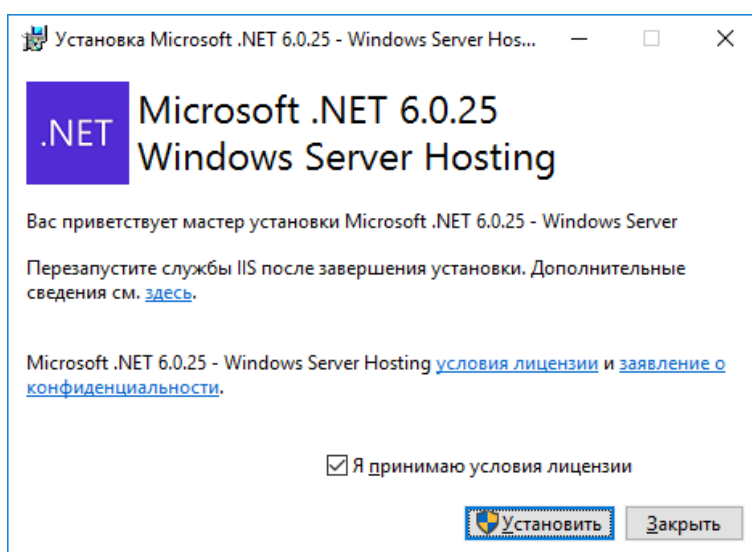 Установка Microsoft .NET 6.0.25 - Windows Server Hos...
.NET
Microsoft .NET 6.0.25
Windows Server Hosting
Вас приветствует мастер установки Microsoft .NET 6.0.25 - Windows Server
Перезапустите службы IIS после завершения установки. Дополнительные
сведения см. здесь.
Microsoft .NET 6.0.25 - Windows Server Hosting условия лицензии и заявление о
конфиденциальности.
Я принимаю условия лицензии
Установить
Закрыть